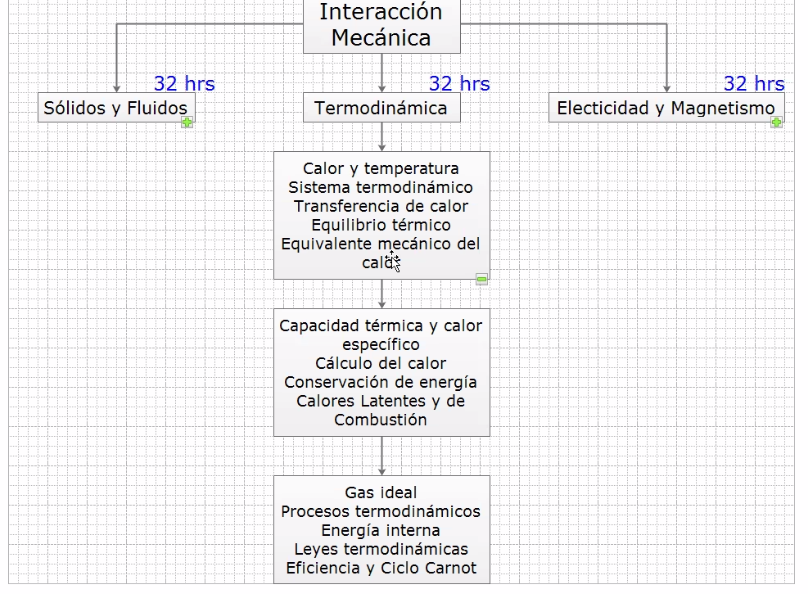 Interacción
Mecánica
32 hrs
32 hrs
32 hrs
Sólidos y Fluidos
Termodinámica
Electicidad y Magnetismo
Calor y temperatura
Sistema termodinámico
Transferencia de calor
Equilibrio térmico
Equivalente mecánico del
calor
Capacidad térmica y calor
específico
Cálculo del calor
Conservación de energía
Calores Latentes y de
Combustión
Gas ideal
Procesos termodinámicos
Energía interna
Leyes termodinámicas
Eficiencia y Ciclo Carnot